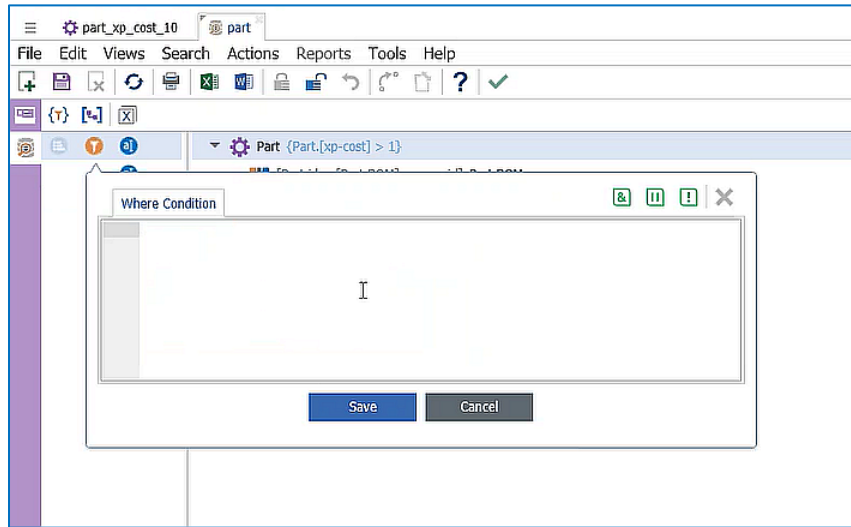 part_xp_cost_10 part
File Edit Views Search Actions Reports Tools Help
Part {Part.[xp-cost] > 1}
Where Condition
Save Cancel